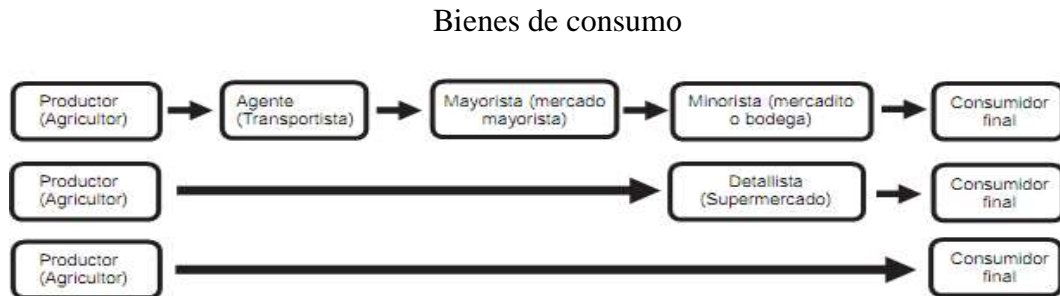 Bienes de consumo
Productor
(Agricultor)
Agente
(Transportista)
Mayorista (mercado
mayorista)
Minorista (mercadito
o bodega)
Consumidor
final
Productor
(Agricultor)
Detallista
(Supermercado)
Consumidor
final
Productor
(Agricultor)
Consumidor
final